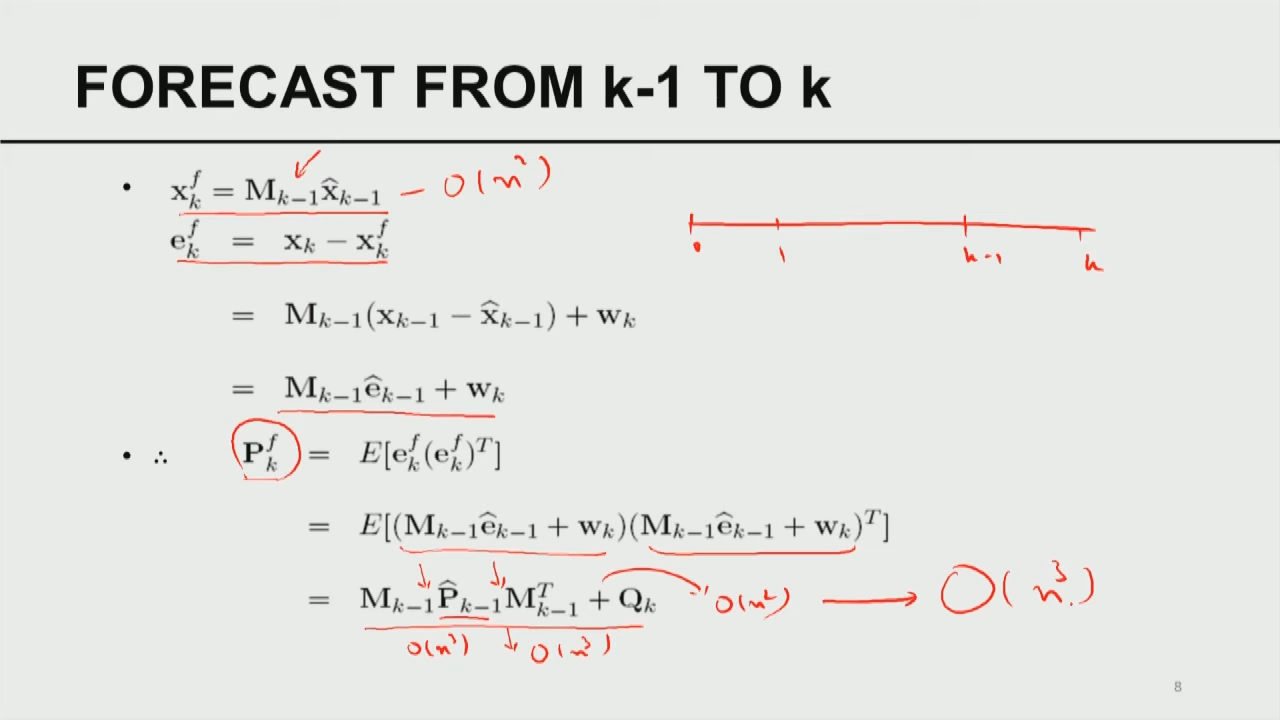 FORECAST FROM k-1 TO k
• x_k^f = M_{k−1}x̂_{k−1} – O(n²)
e_k^f = x_k − x_k^f
0 1 k-1 k
= M_{k−1}(x_{k−1} − x̂_{k−1}) + w_k
= M_{k−1}ê_{k−1} + w_k
• ∴ P_k^f = E[e_k^f(e_k^f)^T]
= E[(M_{k−1}ê_{k−1} + w_k)(M_{k−1}ê_{k−1} + w_k)^T]
= M_{k−1}P̂_{k−1}M_{k−1}^T + Q_k O(n²) → O(n³)
O(n³) O(n³)
8